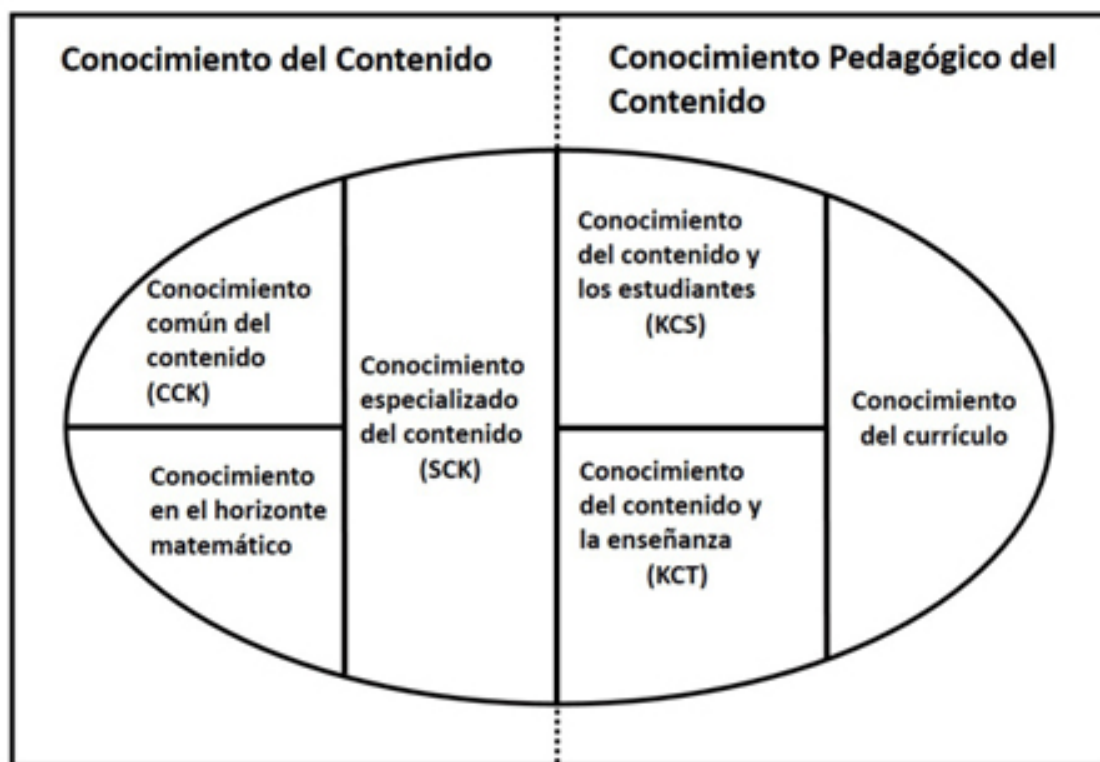 Conocimiento del Contenido
Conocimiento Pedagógico del
Contenido
Conocimiento
común del
contenido
(CCK)
Conocimiento
en el horizonte
matemático
Conocimiento
especializado
del contenido
(SCK)
Conocimiento
del contenido y
los estudiantes
(KCS)
Conocimiento
del contenido y
la enseñanza
(KCT)
Conocimiento
del currículo